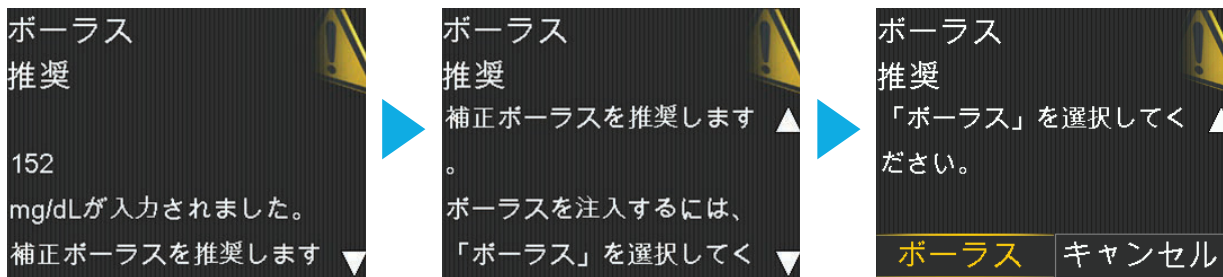 ボーラス
推奨
152
mg/dLが入力されました。
補正ボーラスを推奨します
ボーラス
推奨
補正ボーラスを推奨します
。
ボーラスを注入するには、
「ボーラス」を選択してく
ボーラス
推奨
「ボーラス」を選択してく
ださい。
ボーラス キャンセル